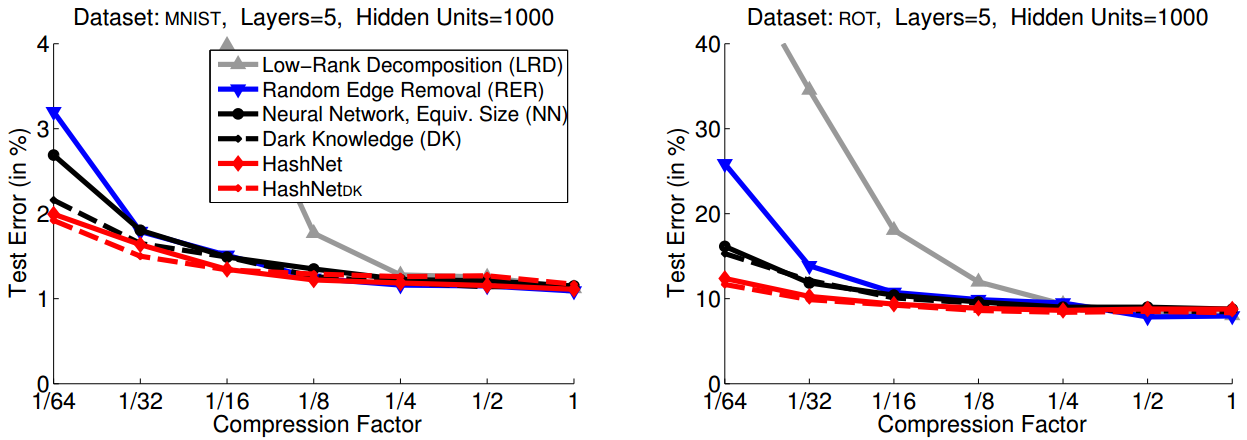 Dataset: MNIST, Layers=5, Hidden Units=1000
4
3
2
1
0
Test Error (in %)
Low−Rank Decomposition (LRD)
Random Edge Removal (RER)
Neural Network, Equiv. Size (NN)
Dark Knowledge (DK)
HashNet
HashNetDK
1/64 1/32 1/16 1/8 1/4 1/2 1
Compression Factor
Dataset: ROT, Layers=5, Hidden Units=1000
40
30
20
10
0
Test Error (in %)
1/64 1/32 1/16 1/8 1/4 1/2 1
Compression Factor